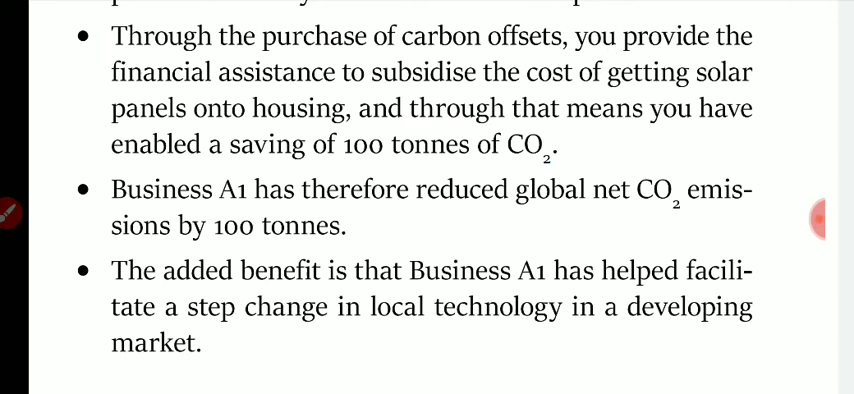 • Through the purchase of carbon offsets, you provide the
financial assistance to subsidise the cost of getting solar
panels onto housing, and through that means you have
enabled a saving of 100 tonnes of CO₂.
• Business A1 has therefore reduced global net CO₂ emis-
sions by 100 tonnes.
• The added benefit is that Business A1 has helped facili-
tate a step change in local technology in a developing
market.